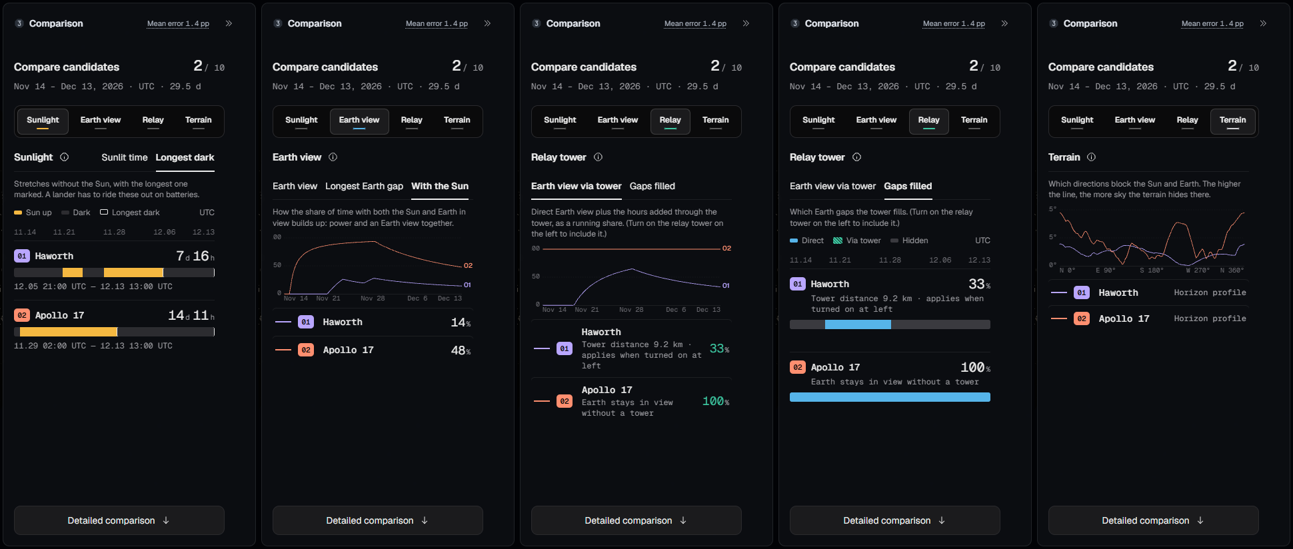 3 Comparison
Mean error 1.4 pp
Compare candidates
2 / 10
Nov 14 – Dec 13, 2026 · UTC · 29.5 d
Sunlight Earth view Relay Terrain
Sunlight Sunlit time Longest dark
Stretches without the Sun, with the longest one
marked. A lander has to ride these out on batteries.
Sun up Dark Longest dark UTC
11.14 11.21 11.28 12.06 12.13
01 Haworth 7d 16h
12.05 21:00 UTC — 12.13 13:00 UTC
02 Apollo 17 14d 11h
11.29 02:00 UTC — 12.13 13:00 UTC
Detailed comparison ↓
3 Comparison
Mean error 1.4 pp
Compare candidates
2 / 10
Nov 14 – Dec 13, 2026 · UTC · 29.5 d
Sunlight Earth view Relay Terrain
Earth view
Earth view Longest Earth gap With the Sun
How the share of time with both the Sun and Earth in
view builds up: power and an Earth view together.
80
50
0
02
01
Nov 14 Nov 21 Nov 28 Dec 6 Dec 13
01 Haworth 14%
02 Apollo 17 48%
Detailed comparison ↓
3 Comparison
Mean error 1.4 pp
Compare candidates
2 / 10
Nov 14 – Dec 13, 2026 · UTC · 29.5 d
Sunlight Earth view Relay Terrain
Relay tower
Earth view via tower Gaps filled
Direct Earth view plus the hours added through the
tower, as a running share. (Turn on the relay tower on
the left to include it.)
50
0
02
01
Nov 14 Nov 21 Nov 28 Dec 6 Dec 13
01 Haworth 33%
Tower distance 9.2 km ·
applies when turned on at
left
02 Apollo 17 100%
Earth stays in view
without a tower
Detailed comparison ↓
3 Comparison
Mean error 1.4 pp
Compare candidates
2 / 10
Nov 14 – Dec 13, 2026 · UTC · 29.5 d
Sunlight Earth view Relay Terrain
Relay tower
Earth view via tower Gaps filled
Which Earth gaps the tower fills. (Turn on the relay
tower on the left to include it.)
Direct Via tower Hidden UTC
11.14 11.21 11.28 12.06 12.13
01 Haworth 33%
Tower distance 9.2 km · applies when
turned on at left
02 Apollo 17 100%
Earth stays in view without a tower
Detailed comparison ↓
3 Comparison
Mean error 1.4 pp
Compare candidates
2 / 10
Nov 14 – Dec 13, 2026 · UTC · 29.5 d
Sunlight Earth view Relay Terrain
Terrain
Which directions block the Sun and Earth. The higher
the line, the more sky the terrain hides there.
5°
0°
N 0° E 90° S 180° W 270° N 360°
01 Haworth Horizon profile
02 Apollo 17 Horizon profile
Detailed comparison ↓